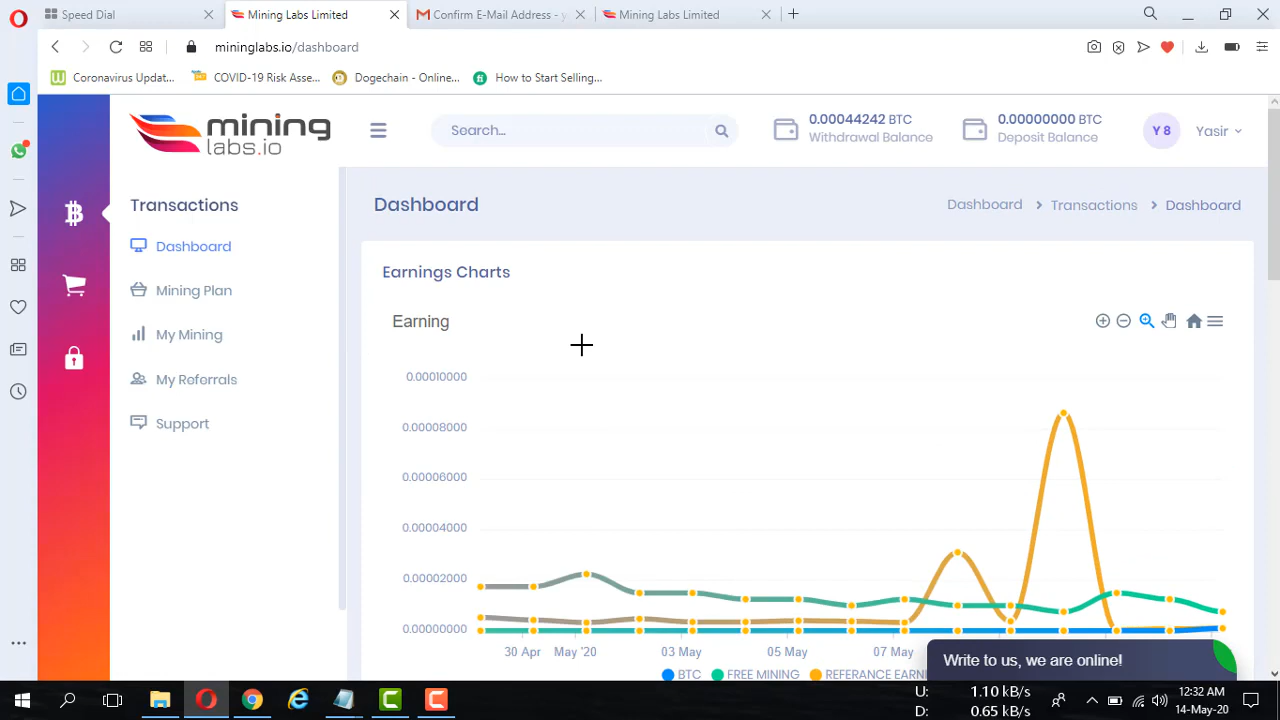 Speed Dial
Mining Labs Limited
Confirm E-Mail Address - y
Mining Labs Limited
mininglabs.io/dashboard
Coronavirus Updat...
COVID-19 Risk Asse...
Dogechain - Online...
How to Start Selling...
mining
labs.io
Search...
0.00044242 BTC
Withdrawal Balance
0.00000000 BTC
Deposit Balance
Y 8
Yasir
Transactions
Dashboard
Mining Plan
My Mining
My Referrals
Support
Dashboard
Dashboard > Transactions > Dashboard
Earnings Charts
Earning
0.00010000
0.00008000
0.00006000
0.00004000
0.00002000
0.00000000
30 Apr
May '20
03 May
05 May
07 May
BTC
FREE MINING
REFERANCE EARNI
Write to us, we are online!
U: 1.10 kB/s
D: 0.65 kB/s
12:32 AM
14-May-20